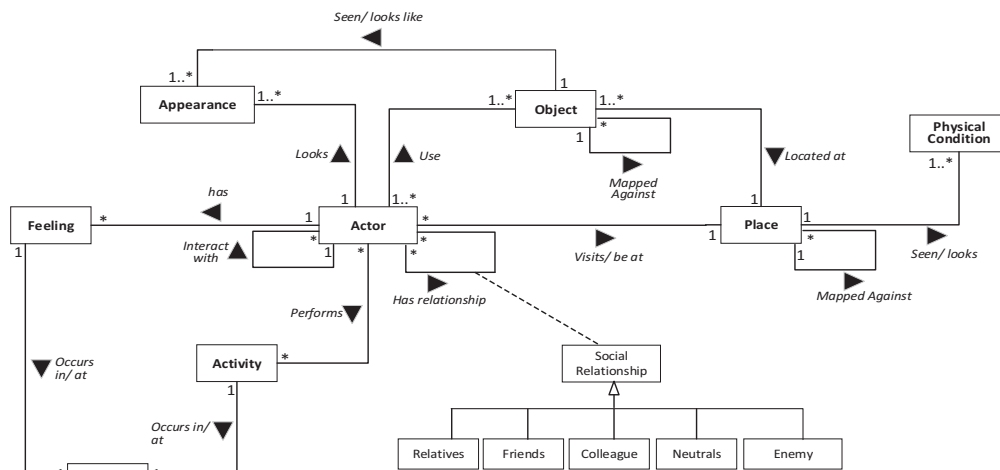 Seen/ looks like
1..*
1
Appearance
1..*
1..*
Object
1..*
*
1
Physical
Condition
1..*
Looks
Use
Mapped
Against
Located at
has
1
1..*
1
Feeling
*
1
Actor
*
1
Place
1
1
Interact
with
*
1
*
*
*
Visits/ be at
*
1
Seen/ looks
Has relationship
Mapped Against
Performs
Occurs
in/ at
Activity
*
1
Social
Relationship
Occurs in/
at
Relatives
Friends
Colleague
Neutrals
Enemy